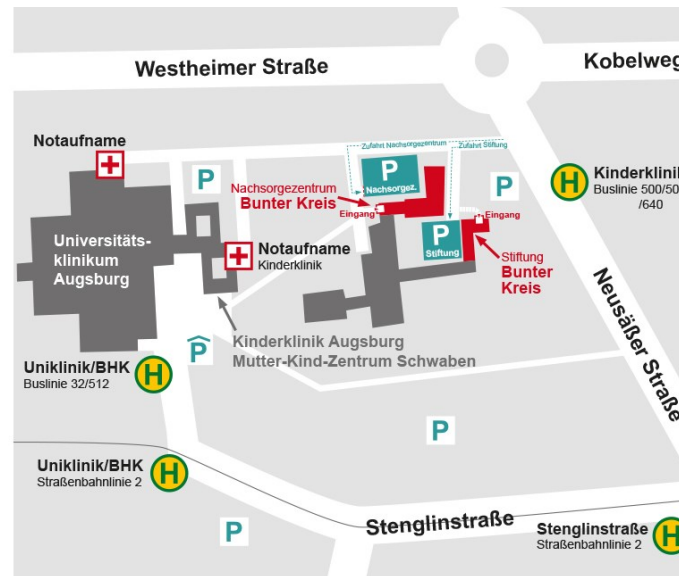 Westheimer Straße
Kobelweg
Notaufname
Zufahrt Nachsorgezentrum
Zufahrt Stiftung
P
P
Nachsorgez.
P
H
Kinderklinik
Buslinie 500/50
/640
Nachsorgezentrum
Bunter Kreis
Eingang
Eingang
Universitäts-
klinikum
Augsburg
Notaufname
Kinderklinik
P
Stiftung
Stiftung
Bunter
Kreis
Neusäßer Straße
Kinderklinik Augsburg
Mutter-Kind-Zentrum Schwaben
P
Uniklinik/BHK
Buslinie 32/512
H
P
Uniklinik/BHK
Straßenbahnlinie 2
H
Stenglinstraße
P
Stenglinstraße
Straßenbahnlinie 2
H